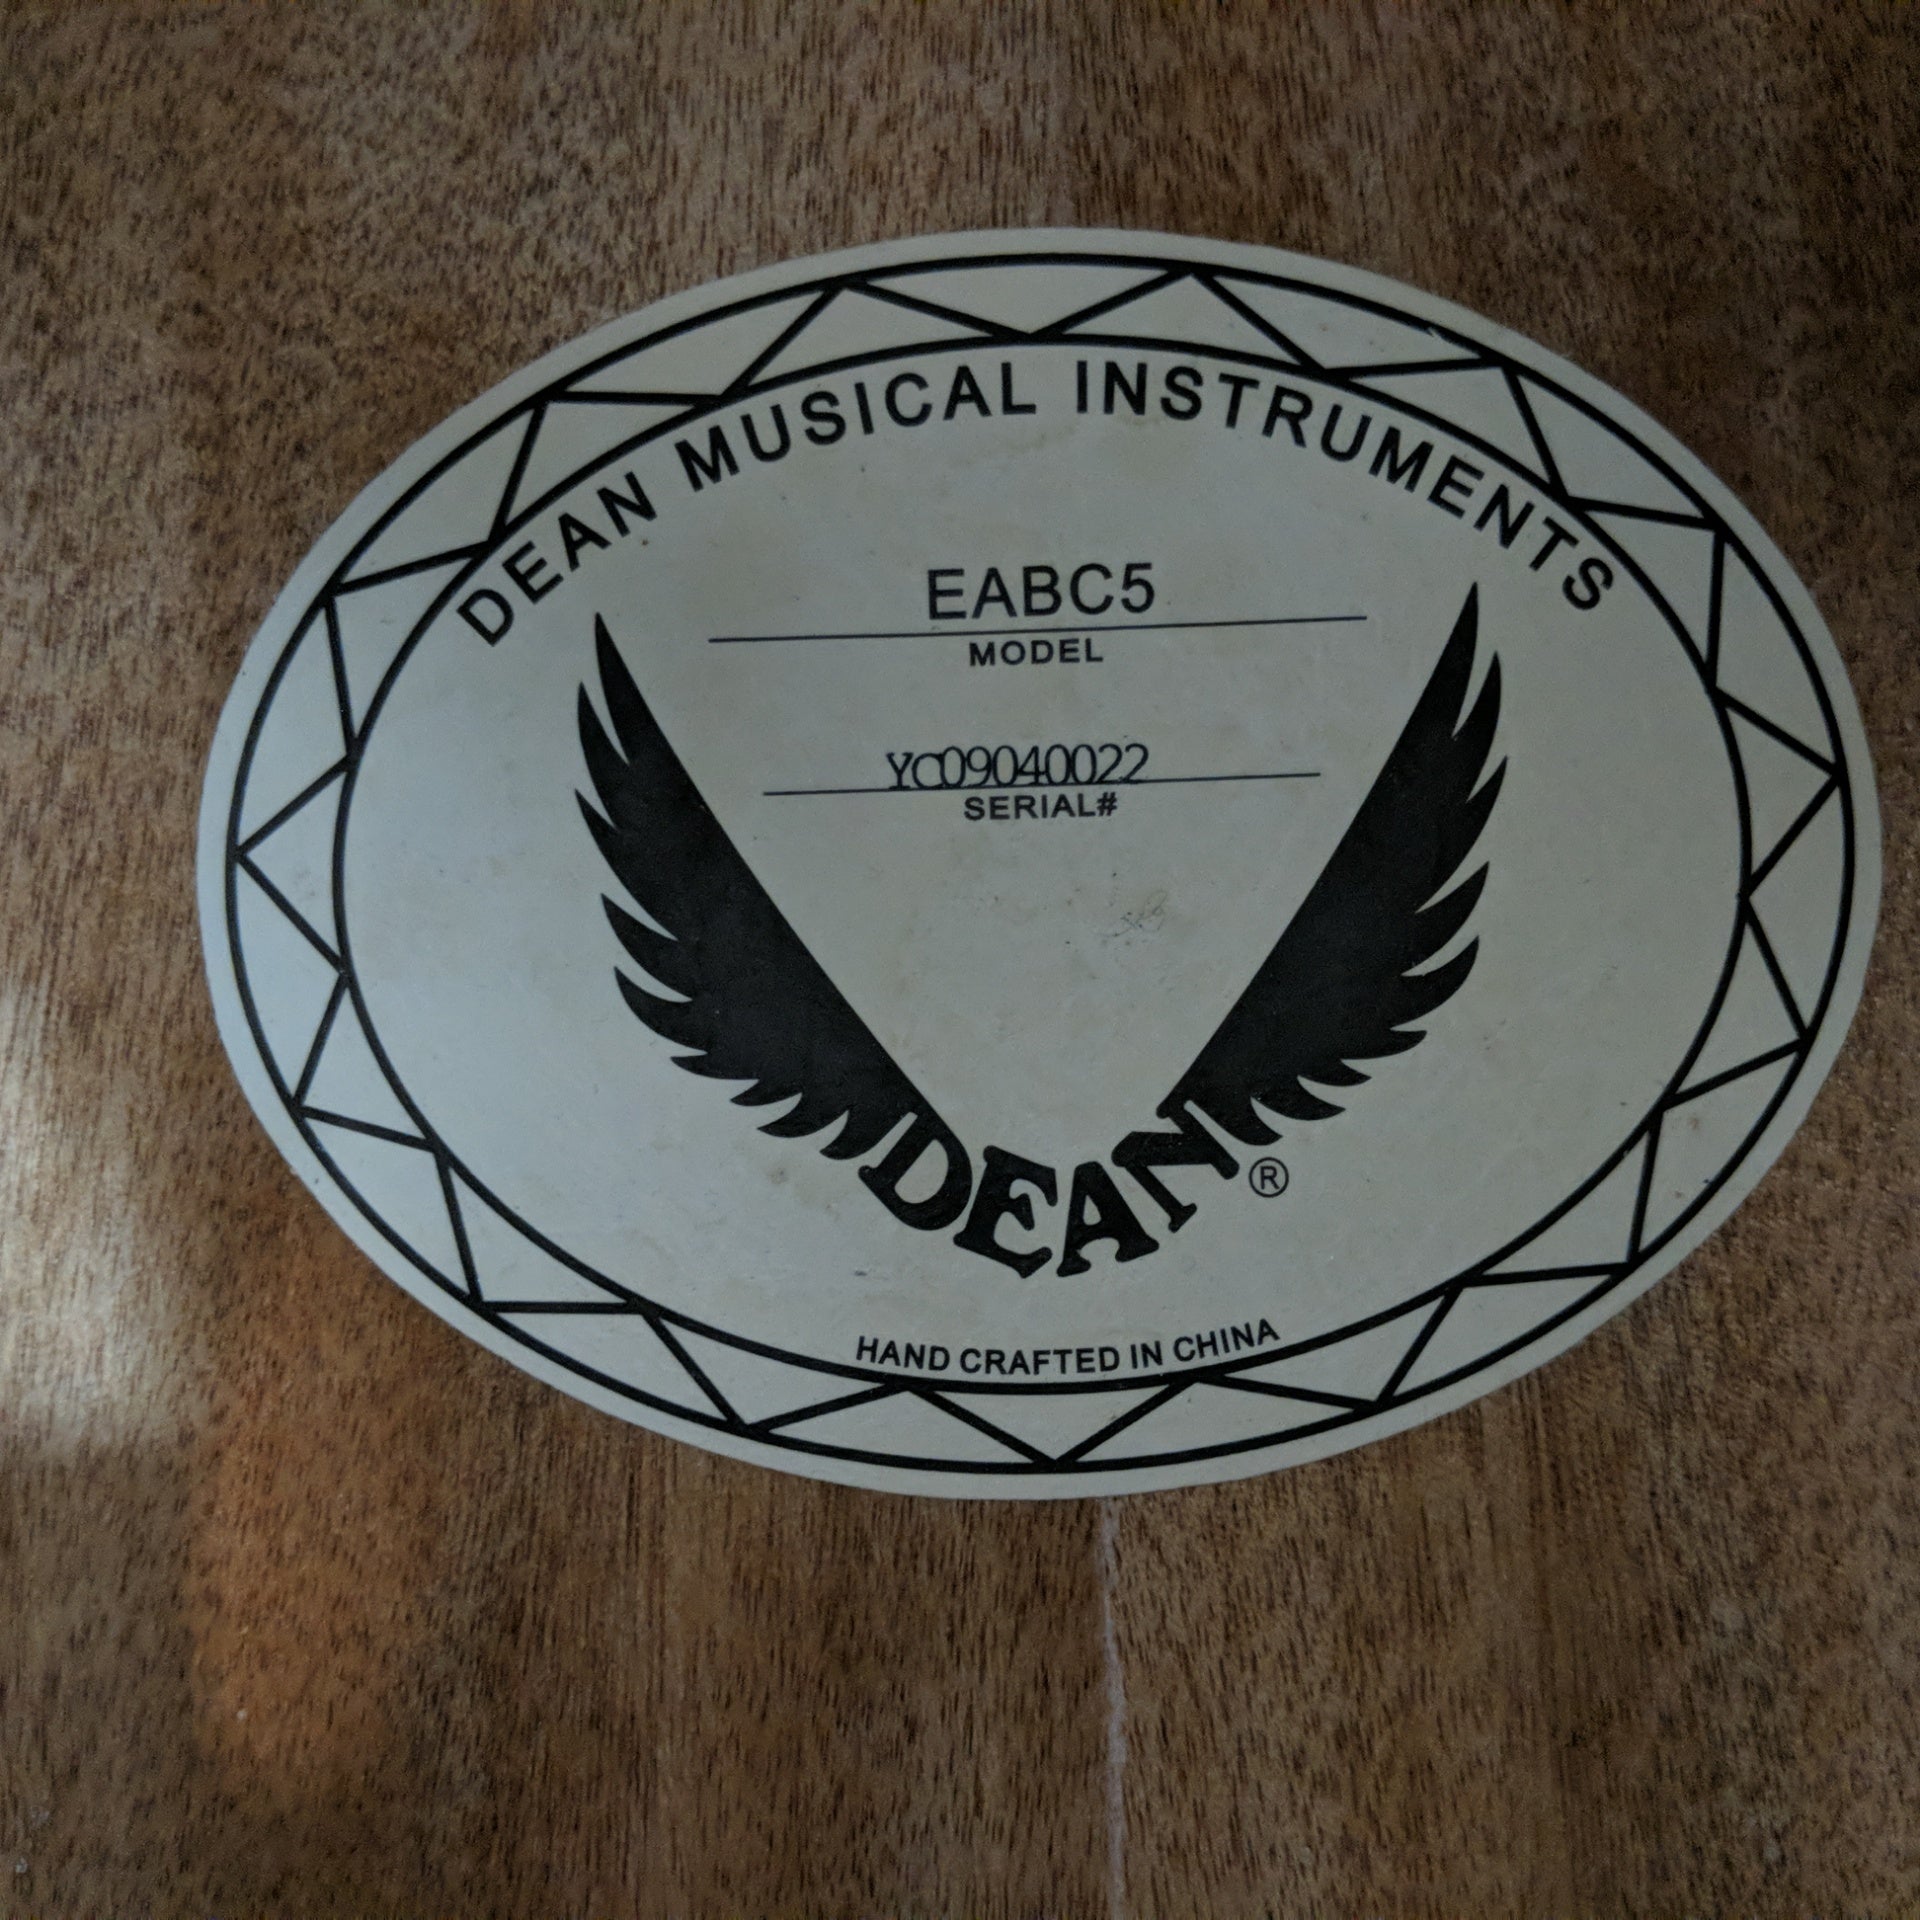 DEAN MUSICAL INSTRUMENTS
EABC5
MODEL
YC09040022
SERIAL#
DEAN®
HAND CRAFTED IN CHINA